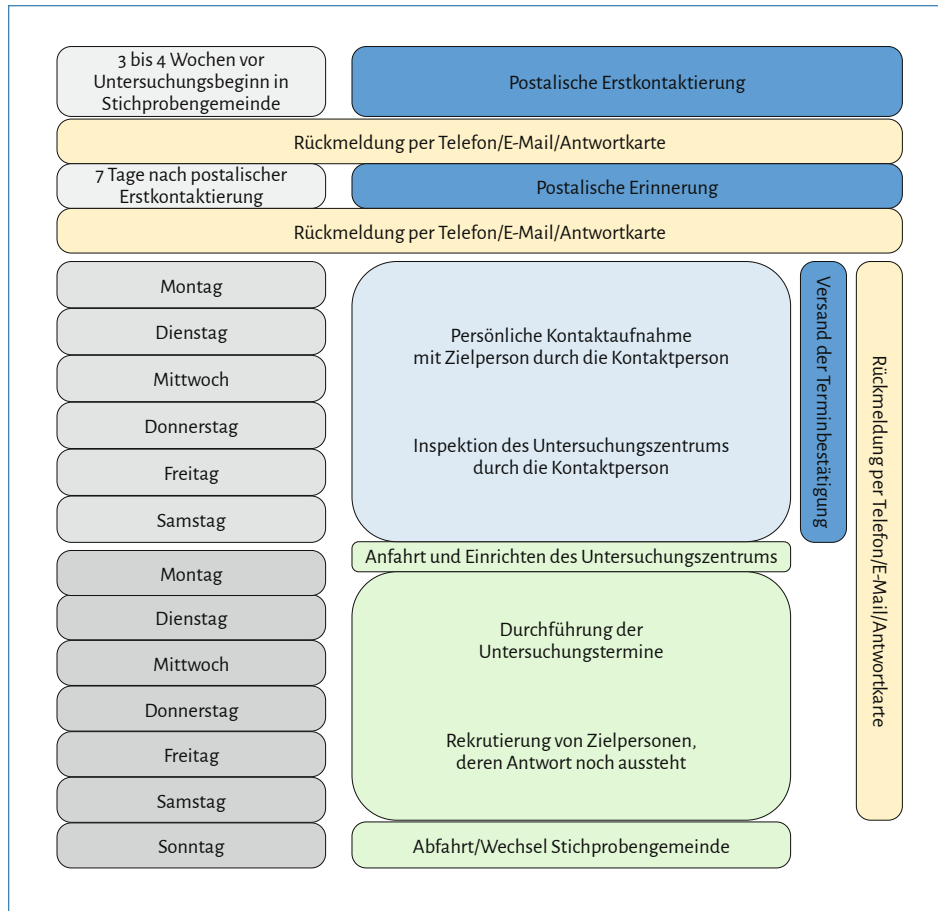 3 bis 4 Wochen vor
Untersuchungsbeginn in
Stichprobengemeinde
Postalische Erstkontaktierung
Rückmeldung per Telefon/E-Mail/Antwortkarte
7 Tage nach postalischer
Erstkontaktierung
Postalische Erinnerung
Rückmeldung per Telefon/E-Mail/Antwortkarte
Montag
Dienstag
Mittwoch
Donnerstag
Freitag
Samstag
Persönliche Kontaktaufnahme
mit Zielperson durch die Kontaktperson
Inspektion des Untersuchungszentrums
durch die Kontaktperson
Versand der Terminbestätigung
Rückmeldung per Telefon/E-Mail/Antwortkarte
Anfahrt und Einrichten des Untersuchungszentrums
Montag
Dienstag
Mittwoch
Donnerstag
Freitag
Samstag
Durchführung der
Untersuchungstermine
Rekrutierung von Zielpersonen,
deren Antwort noch aussteht
Sonntag
Abfahrt/Wechsel Stichprobengemeinde